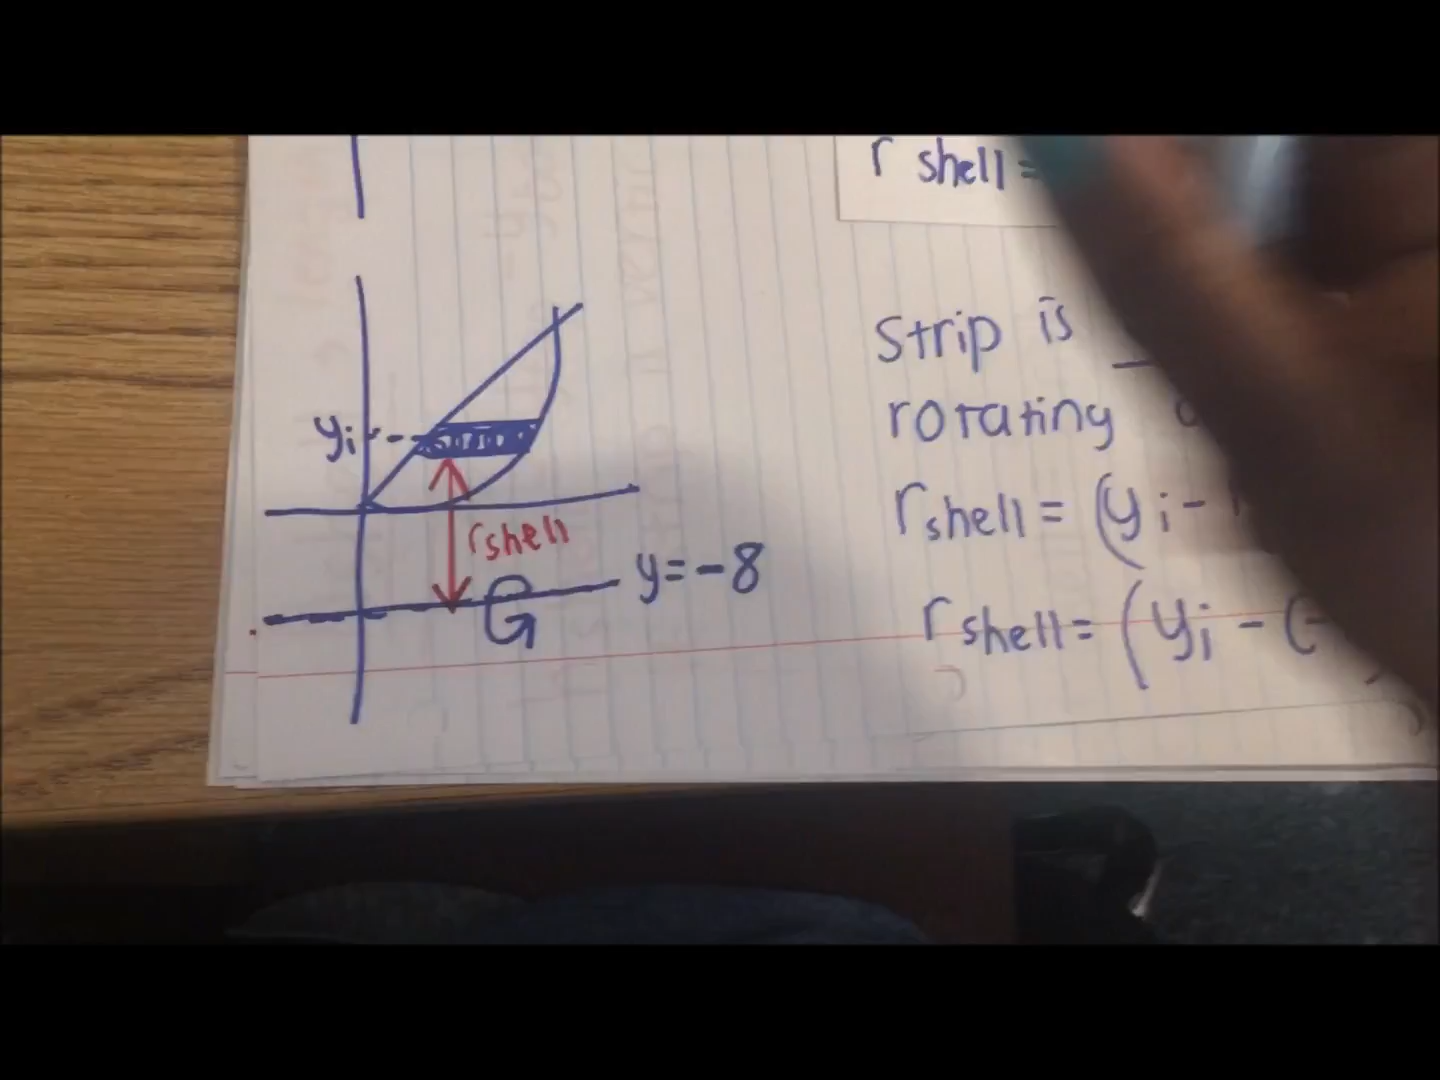 r shell =
Strip is
rotating
yi
rshell = (yi -
rshell
y = -8
rshell = (yi - (-